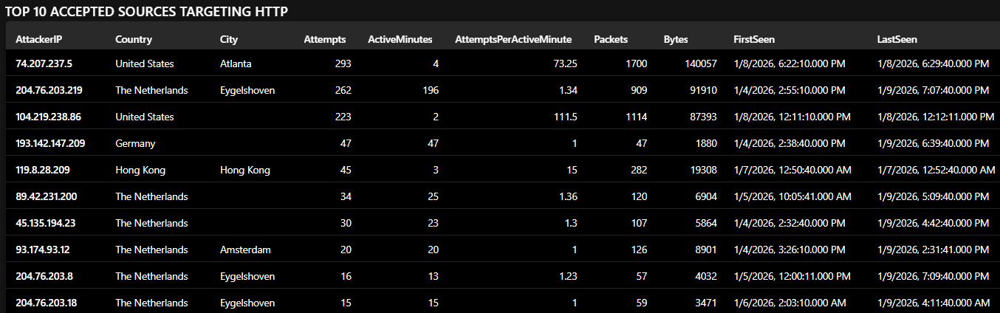 TOP 10 ACCEPTED SOURCES TARGETING HTTP
AttackerIP Country City Attempts ActiveMinutes AttemptsPerActiveMinute Packets Bytes FirstSeen LastSeen
74.207.237.5 United States Atlanta 293 4 73.25 1700 140057 1/8/2026, 6:22:10.000 PM 1/8/2026, 6:29:40.000 PM
204.76.203.219 The Netherlands Eygelshoven 262 196 1.34 909 91910 1/4/2026, 2:55:10.000 PM 1/9/2026, 7:07:40.000 PM
104.219.238.86 United States 223 2 111.5 1114 87393 1/8/2026, 12:11:10.000 PM 1/8/2026, 12:12:11.000 PM
193.142.147.209 Germany 47 47 1 47 1880 1/4/2026, 2:38:40.000 PM 1/9/2026, 6:39:40.000 PM
119.8.28.209 Hong Kong Hong Kong 45 3 15 282 19308 1/7/2026, 12:50:40.000 AM 1/7/2026, 12:52:40.000 AM
89.42.231.200 The Netherlands 34 25 1.36 120 6904 1/5/2026, 10:05:41.000 AM 1/9/2026, 5:09:40.000 PM
45.135.194.23 The Netherlands 30 23 1.3 107 5864 1/4/2026, 2:32:40.000 PM 1/9/2026, 4:42:40.000 PM
93.174.93.12 The Netherlands Amsterdam 20 20 1 126 8901 1/4/2026, 3:26:10.000 PM 1/9/2026, 2:31:41.000 PM
204.76.203.8 The Netherlands Eygelshoven 16 13 1.23 57 4032 1/5/2026, 12:00:11.000 PM 1/9/2026, 7:09:40.000 PM
204.76.203.18 The Netherlands Eygelshoven 15 15 1 59 3471 1/6/2026, 2:03:10.000 AM 1/9/2026, 4:11:40.000 AM